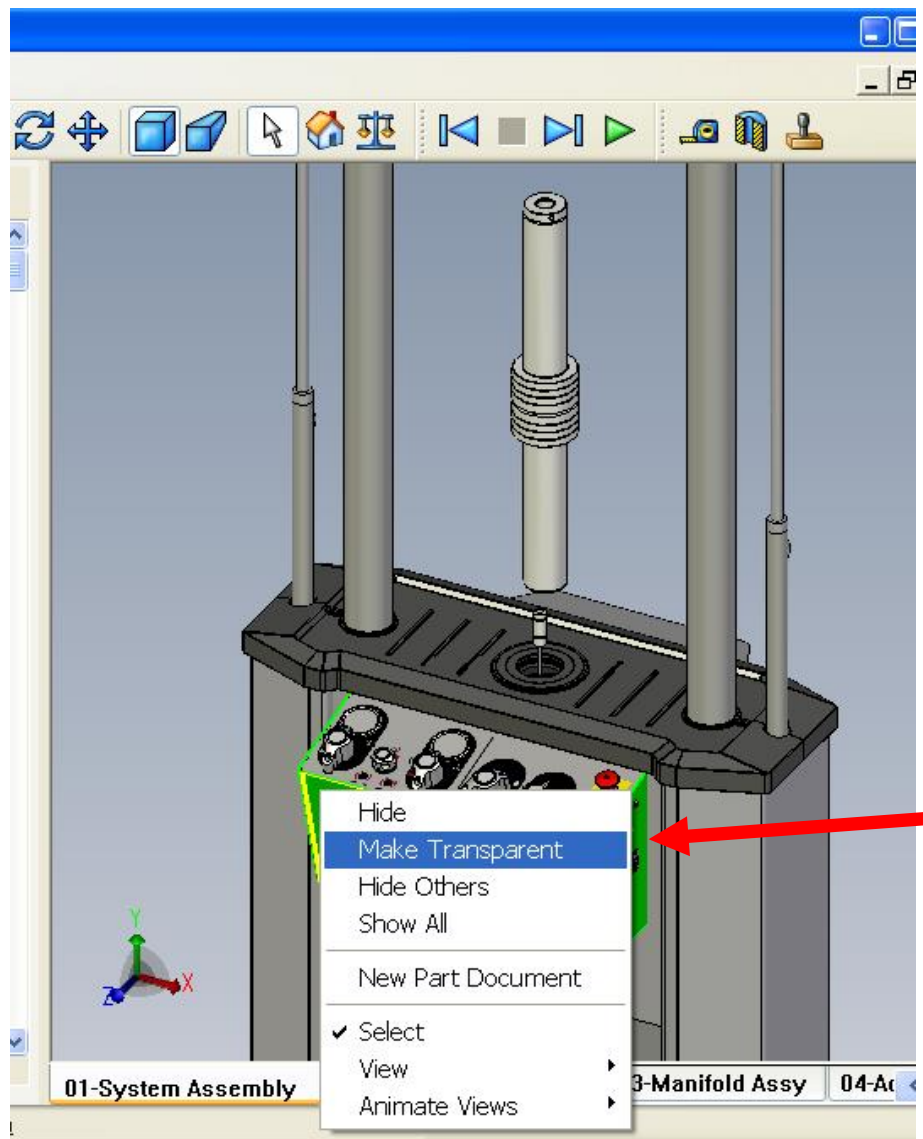 Y
X
Z
Hide
Make Transparent
Hide Others
Show All
New Part Document
Select
View
Animate Views
01-System Assembly
3-Manifold Assy
04-Ac